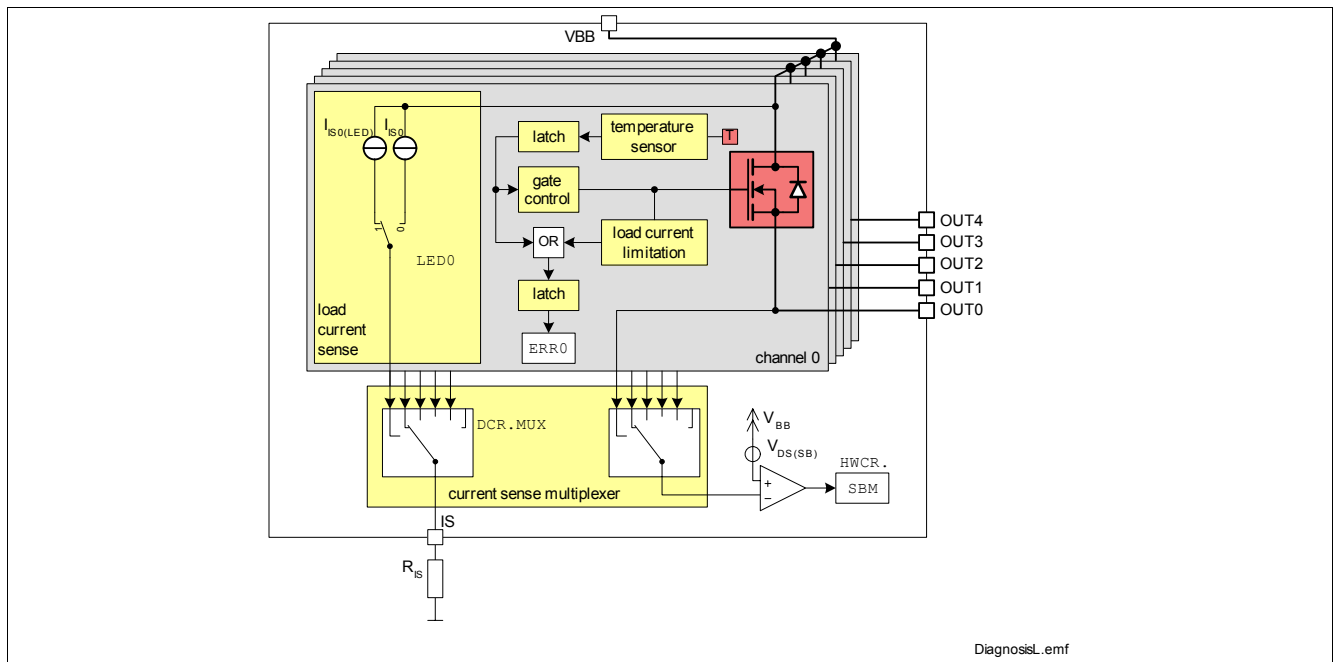 VBB
I_IS0(LED) I_IS0
1
0
LED0
load
current
sense
latch
temperature
sensor
T
gate
control
OR
load current
limitation
latch
ERR0
channel 0
OUT4
OUT3
OUT2
OUT1
OUT0
DCR.MUX
current sense multiplexer
V_BB
V_DS(SB)
+
−
HWCR.
SBM
IS
R_IS
DiagnosisL.emf